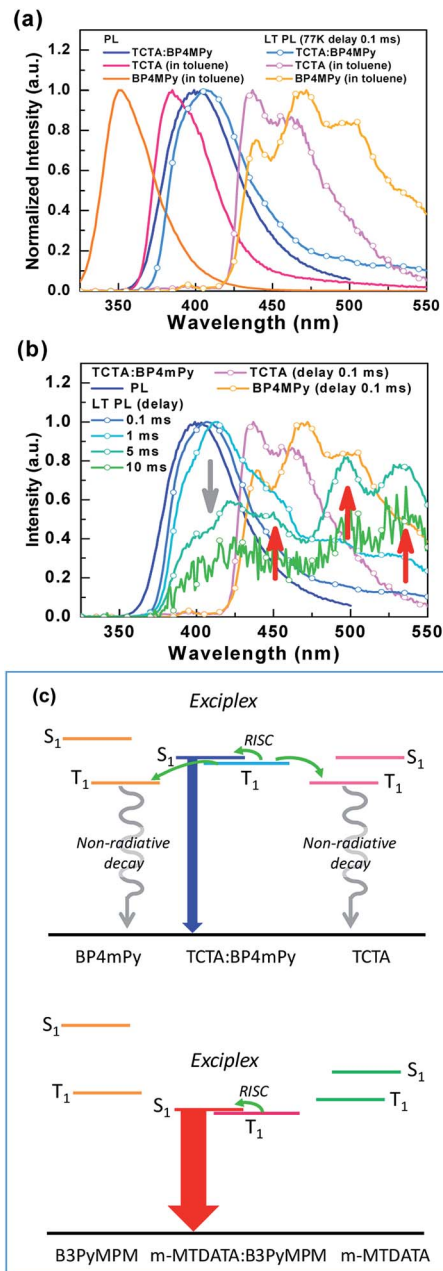 (a)
PL LT PL (77K delay 0.1 ms)
TCTA:BP4MPy TCTA:BP4MPy
TCTA (in toluene) TCTA (in toluene)
BP4MPy (in toluene) BP4MPy (in toluene)
Normalized Intensity (a.u.)
1.0
0.8
0.6
0.4
0.2
0.0
350 400 450 500 550
Wavelength (nm)
(b)
TCTA:BP4mPy TCTA (delay 0.1 ms)
PL BP4MPy (delay 0.1 ms)
LT PL (delay)
0.1 ms
1 ms
5 ms
10 ms
Normalized Intensity (a.u.)
1.0
0.8
0.6
0.4
0.2
0.0
350 400 450 500 550
Wavelength (nm)
(c)
Exciplex
S1
RISC
S1 S1
T1 T1 T1
Non-radiative decay Non-radiative decay
BP4mPy TCTA:BP4mPy TCTA
S1
Exciplex
S1
T1 RISC T1
S1 T1
B3PyMPM m-MTDATA:B3PyMPM m-MTDATA